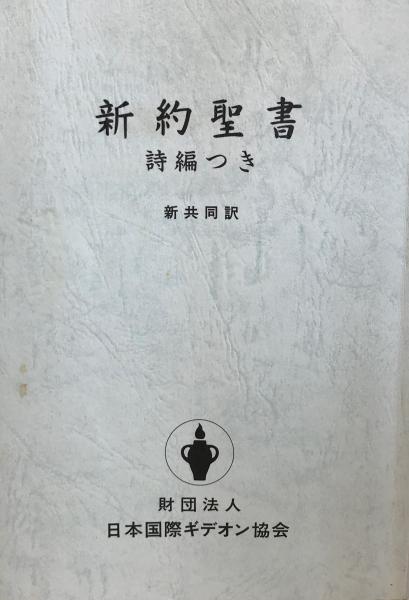 新約聖書
詩編つき
新共同訳
財団法人
日本国際ギデオン協会